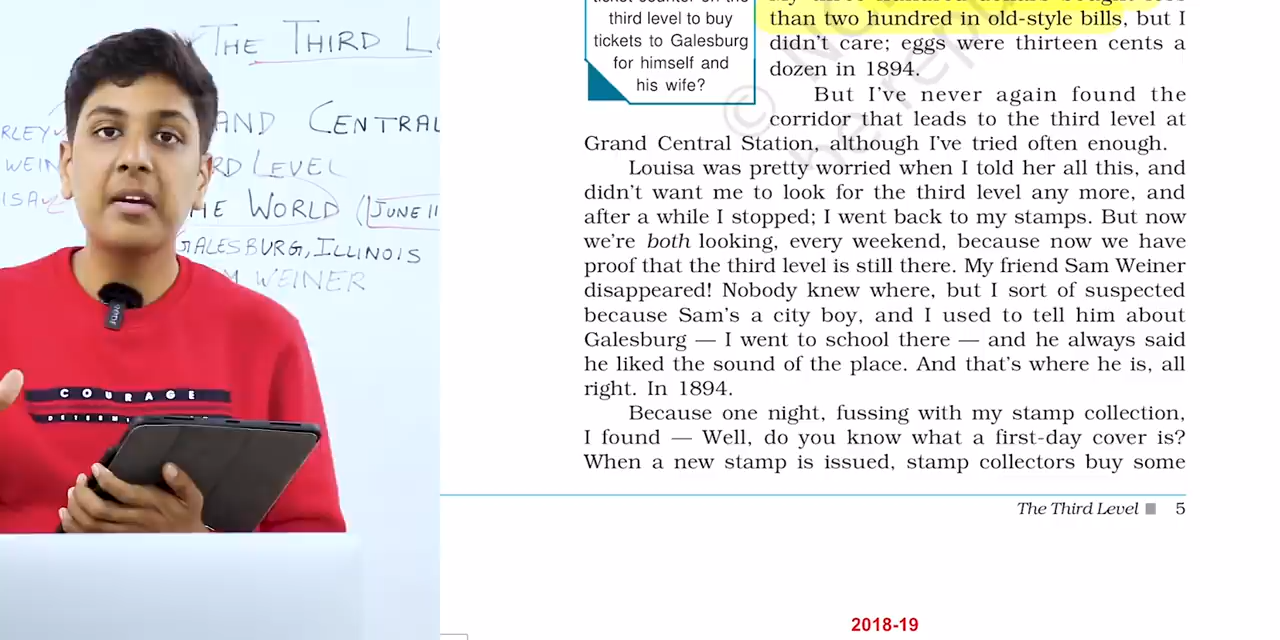 THE THIRD L
RLEY AND CENTRAL
WEIN RD LEVEL
ISA HE WORLD (JUNE 11
GALESBURG, ILLINOIS
M WEINER
COURAGE
third level to buy
tickets to Galesburg
for himself and
his wife?
than two hundred in old-style bills, but I
didn't care; eggs were thirteen cents a
dozen in 1894.
But I've never again found the
corridor that leads to the third level at
Grand Central Station, although I've tried often enough.
Louisa was pretty worried when I told her all this, and
didn't want me to look for the third level any more, and
after a while I stopped; I went back to my stamps. But now
we're both looking, every weekend, because now we have
proof that the third level is still there. My friend Sam Weiner
disappeared! Nobody knew where, but I sort of suspected
because Sam's a city boy, and I used to tell him about
Galesburg — I went to school there — and he always said
he liked the sound of the place. And that's where he is, all
right. In 1894.
Because one night, fussing with my stamp collection,
I found — Well, do you know what a first-day cover is?
When a new stamp is issued, stamp collectors buy some
The Third Level ■ 5
2018-19